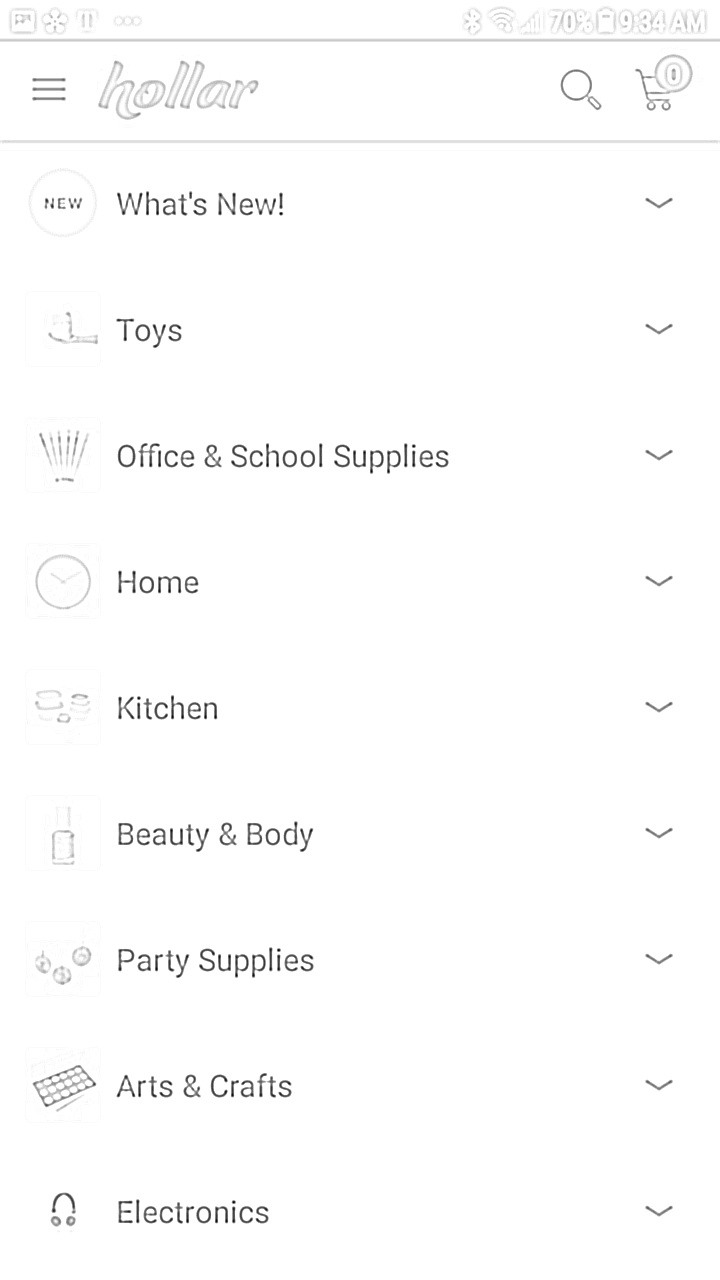 70% 9:34 AM
hollar
0
NEW What's New!
Toys
Office & School Supplies
Home
Kitchen
Beauty & Body
Party Supplies
Arts & Crafts
Electronics